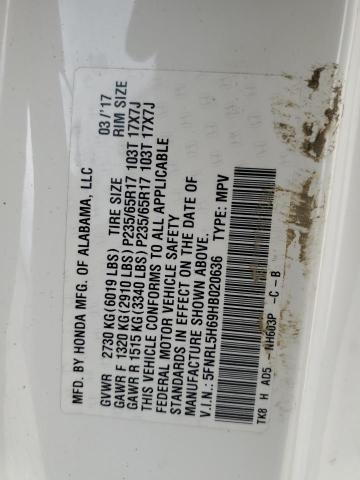 MFD. BY HONDA MFG. OF ALABAMA, LLC 03/'17
GVWR 2730 KG(6019 LBS) TIRE SIZE RIM SIZE
GAWR F 1320 KG (2910 LBS) P235/65R17 103T 17X7J
GAWR R 1515 KG(3340 LBS) P235/65R17 103T 17X7J
THIS VEHICLE CONFORMS TO ALL APPLICABLE
FEDERAL MOTOR VEHICLE SAFETY
STANDARDS IN EFFECT ON THE DATE OF
MANUFACTURE SHOWN ABOVE.
V.I.N.: 5FNRL5H69HB020636 TYPE: MPV
TK8 H AD5 -NH603P -C -B